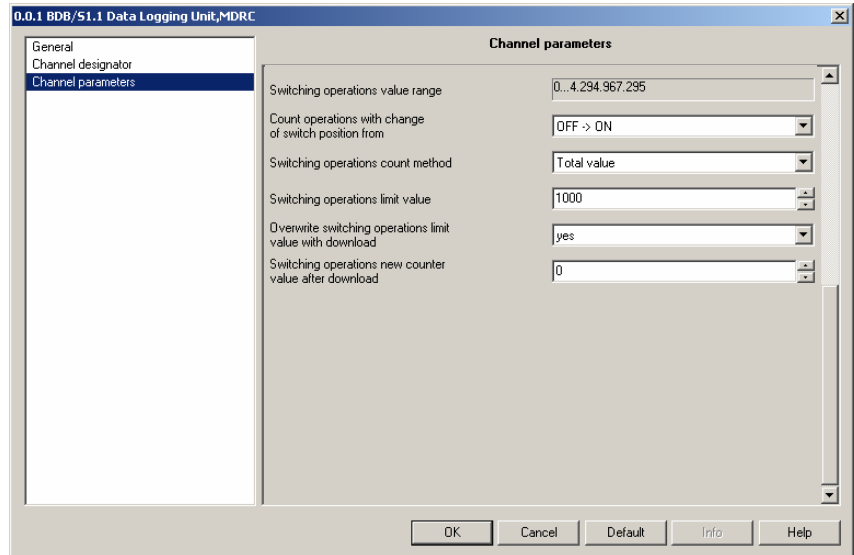 0.0.1 BDB/S1.1 Data Logging Unit,MDRC
General
Channel designator
Channel parameters
Channel parameters
Switching operations value range
0...4.294.967.295
Count operations with change
of switch position from
OFF -> ON
Switching operations count method
Total value
Switching operations limit value
1000
Overwrite switching operations limit
value with download
yes
Switching operations new counter
value after download
0
OK Cancel Default Info Help